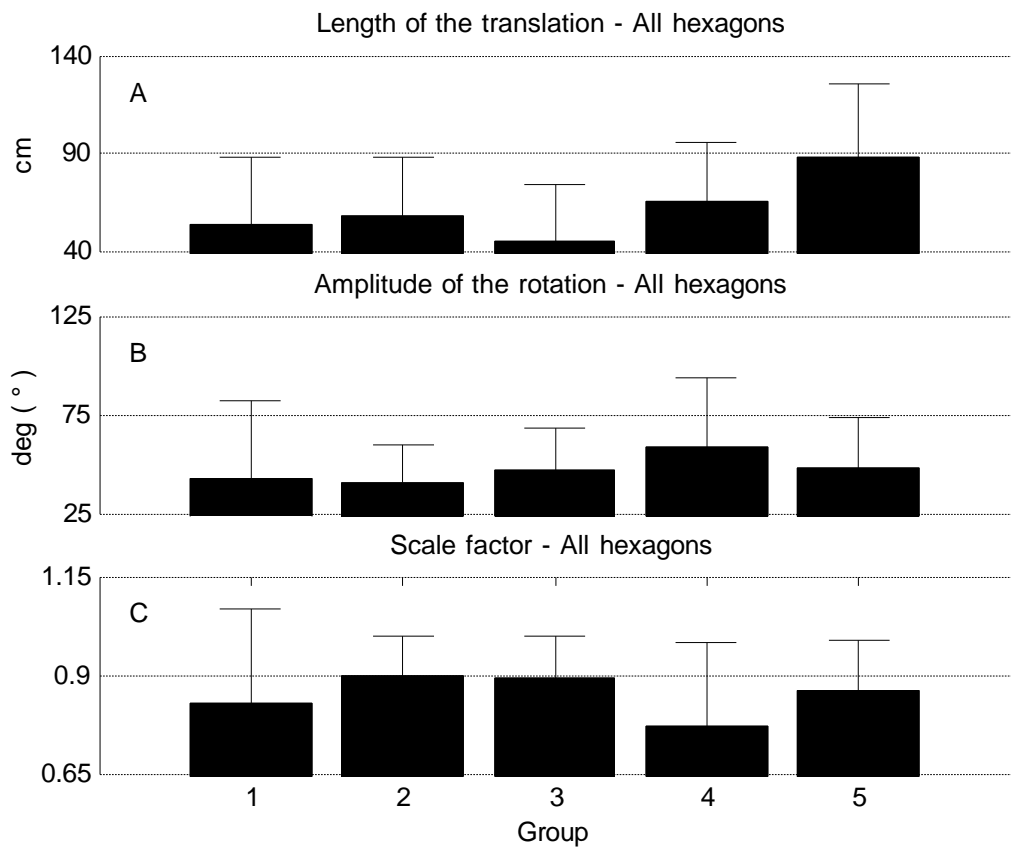 Length of the translation - All hexagons
140
A
cm
90
40
Amplitude of the rotation - All hexagons
125
B
deg ( ° )
75
25
Scale factor - All hexagons
1.15
C
0.9
0.65
1 2 3 4 5
Group